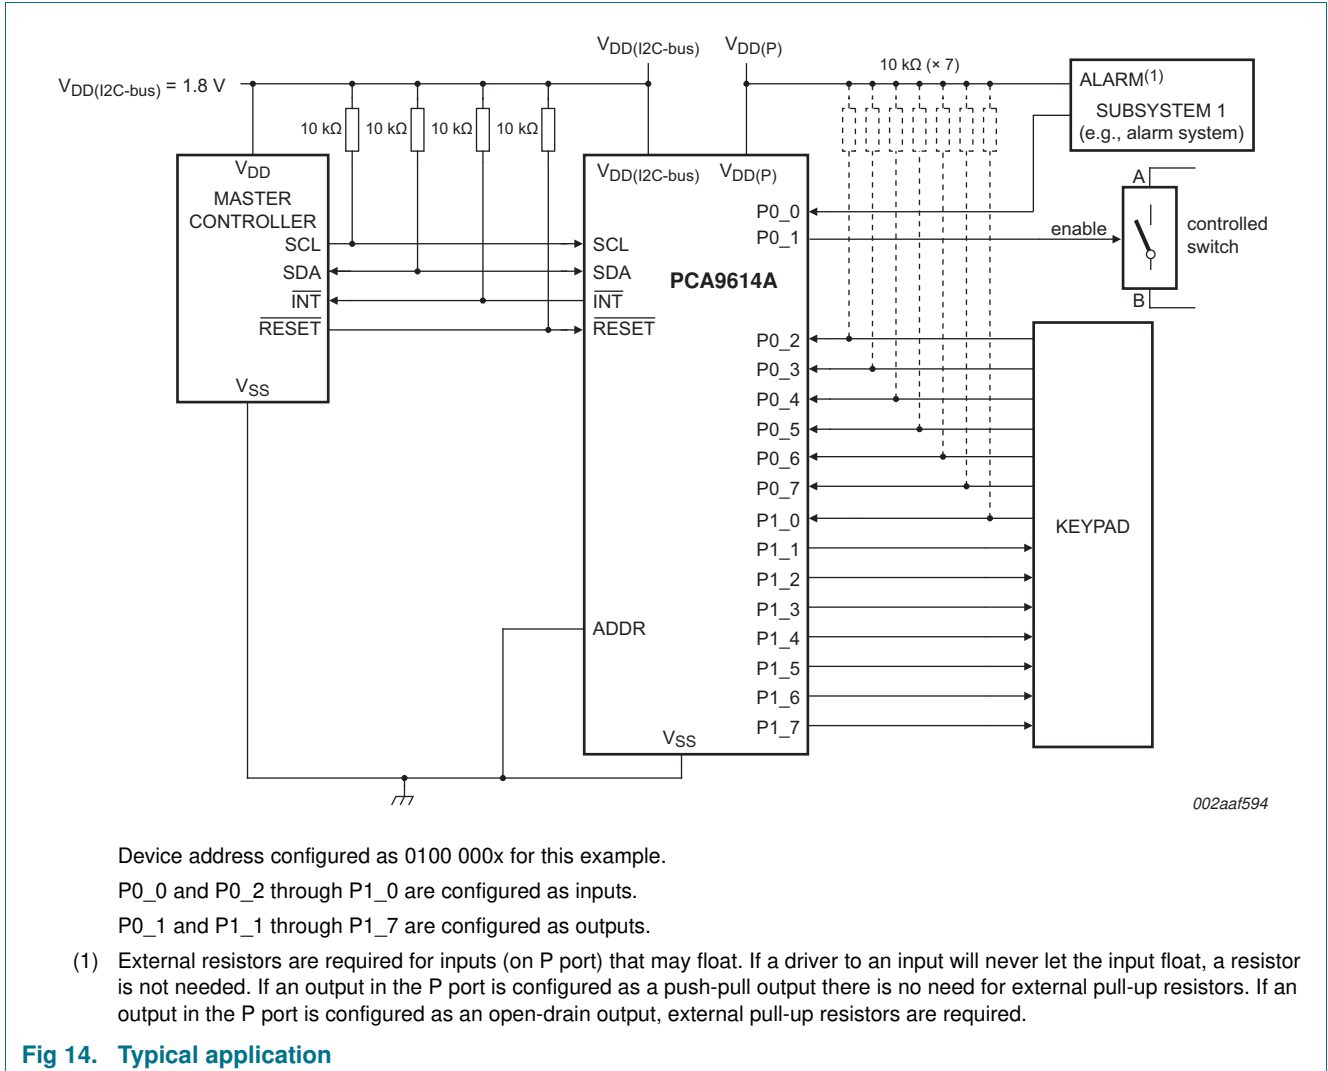 VDD(I2C-bus) VDD(P)
VDD(I2C-bus) = 1.8 V
10 kΩ (× 7)
ALARM(1)
SUBSYSTEM 1
(e.g., alarm system)
10 kΩ 10 kΩ 10 kΩ 10 kΩ
VDD
MASTER
CONTROLLER
SCL
SDA
INT
RESET
VSS
VDD(I2C-bus) VDD(P)
SCL
SDA
INT
RESET
PCA9614A
ADDR
VSS
P0_0
P0_1
P0_2
P0_3
P0_4
P0_5
P0_6
P0_7
P1_0
P1_1
P1_2
P1_3
P1_4
P1_5
P1_6
P1_7
enable
A
B
controlled
switch
KEYPAD
002aaf594
Device address configured as 0100 000x for this example.
P0_0 and P0_2 through P1_0 are configured as inputs.
P0_1 and P1_1 through P1_7 are configured as outputs.
(1) External resistors are required for inputs (on P port) that may float. If a driver to an input will never let the input float, a resistor
is not needed. If an output in the P port is configured as a push-pull output there is no need for external pull-up resistors. If an
output in the P port is configured as an open-drain output, external pull-up resistors are required.
Fig 14. Typical application